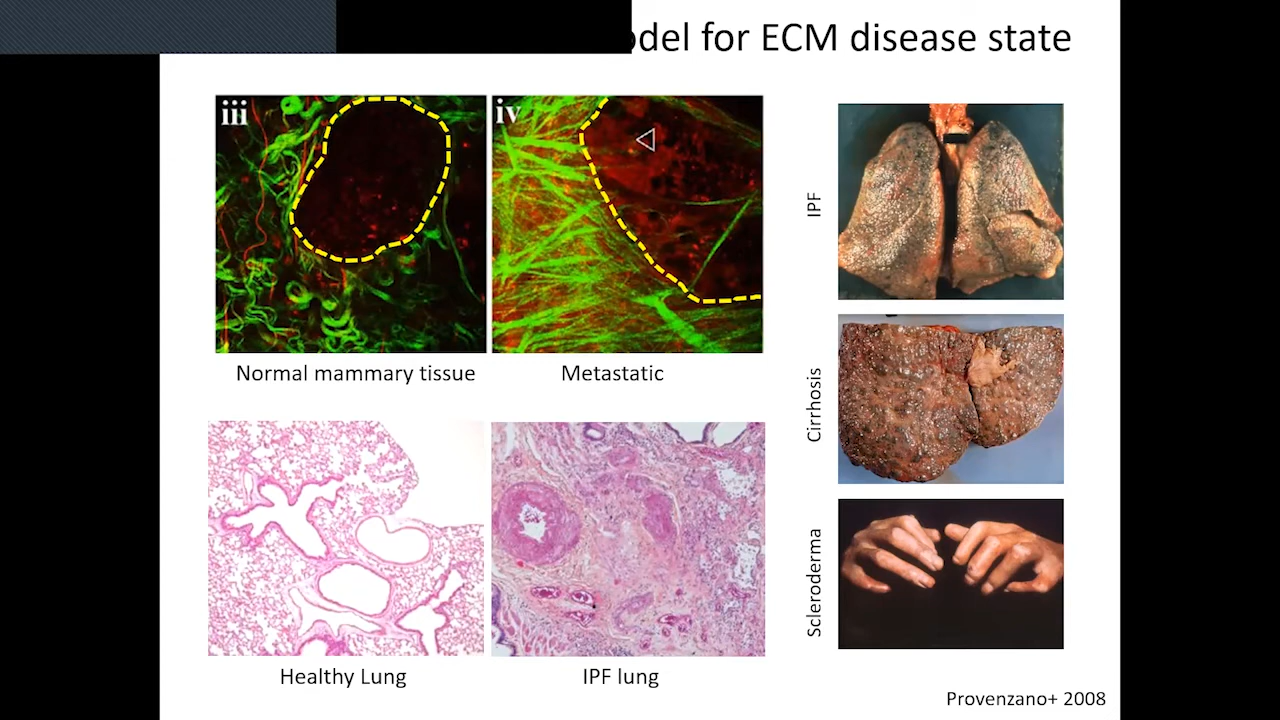 for ECM disease state
iii
iv
Normal mammary tissue
Metastatic
Healthy Lung
IPF lung
IPF
Cirrhosis
Scleroderma
Provenzano+ 2008